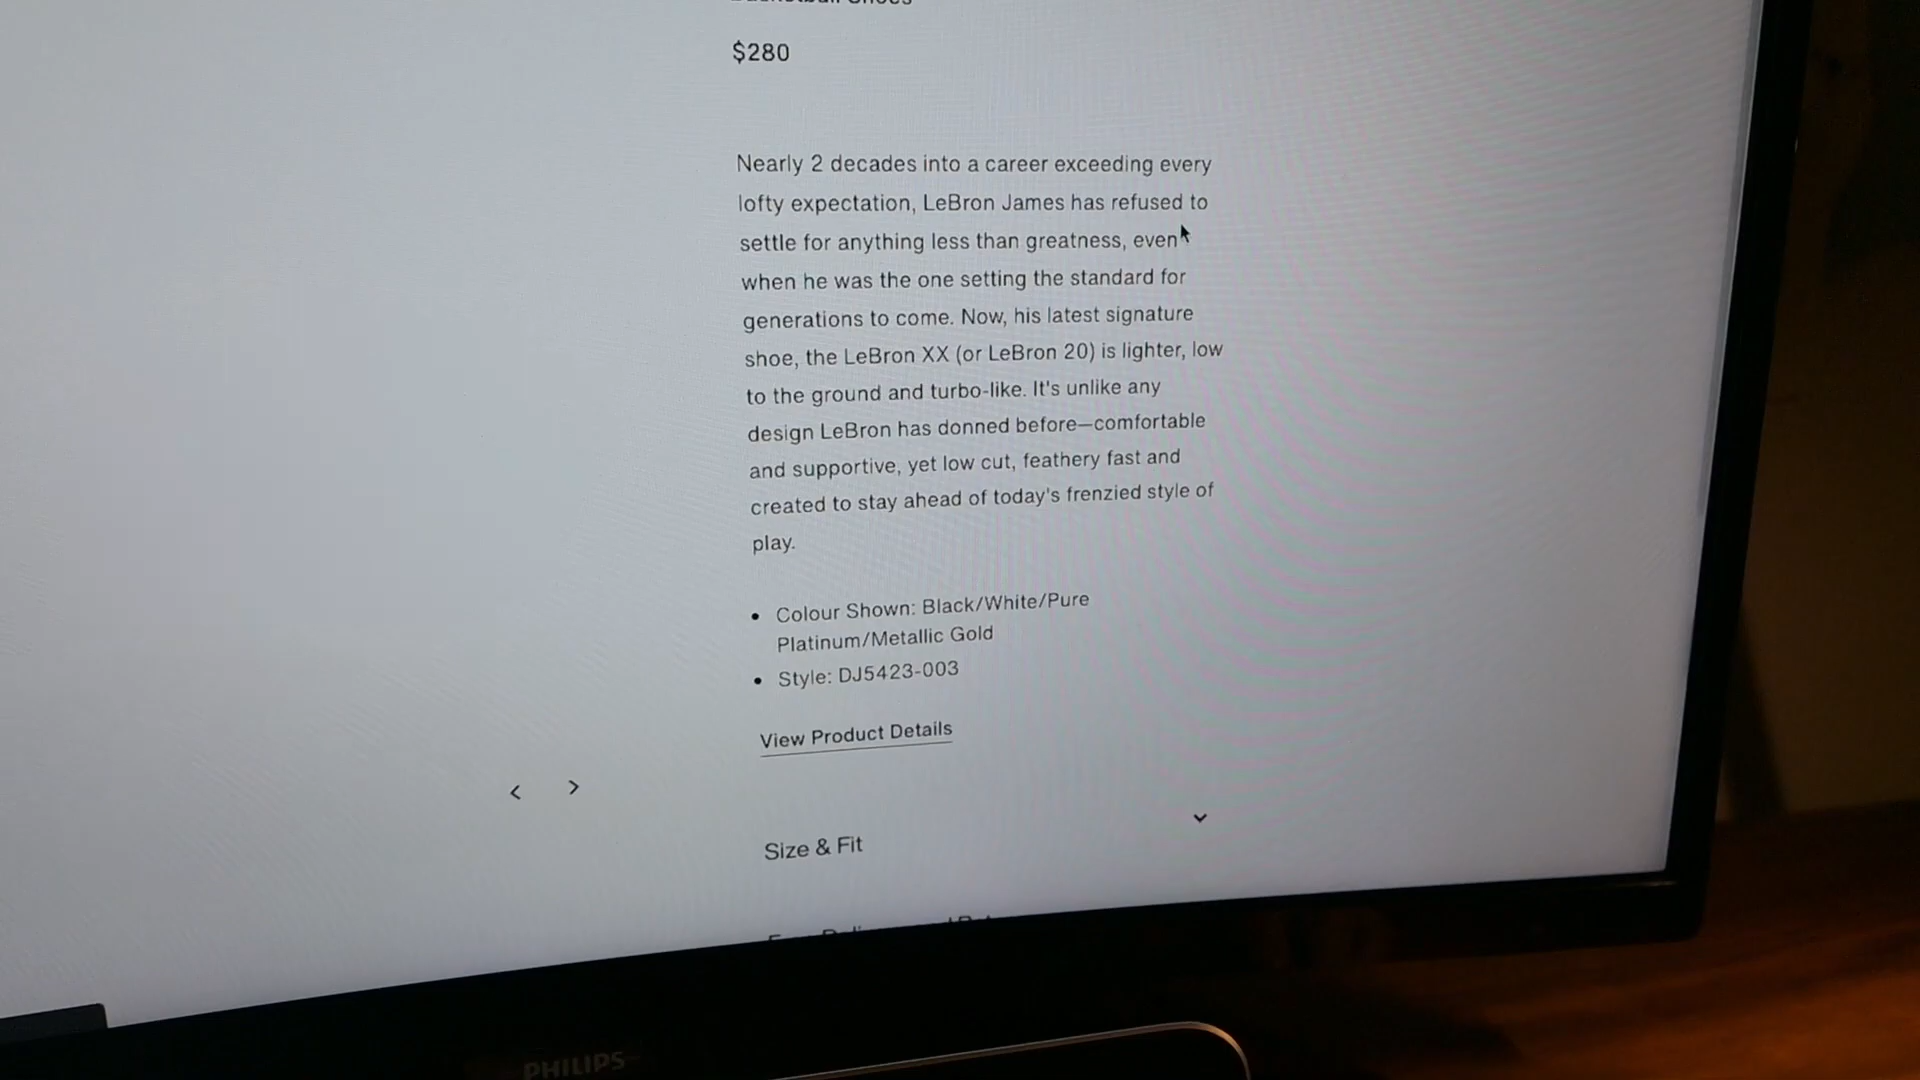 Basketball Shoes
$280
Nearly 2 decades into a career exceeding every
lofty expectation, LeBron James has refused to
settle for anything less than greatness, even
when he was the one setting the standard for
generations to come. Now, his latest signature
shoe, the LeBron XX (or LeBron 20) is lighter, low
to the ground and turbo-like. It's unlike any
design LeBron has donned before—comfortable
and supportive, yet low cut, feathery fast and
created to stay ahead of today's frenzied style of
play.
• Colour Shown: Black/White/Pure
Platinum/Metallic Gold
• Style: DJ5423-003
View Product Details
Size & Fit
PHILIPS